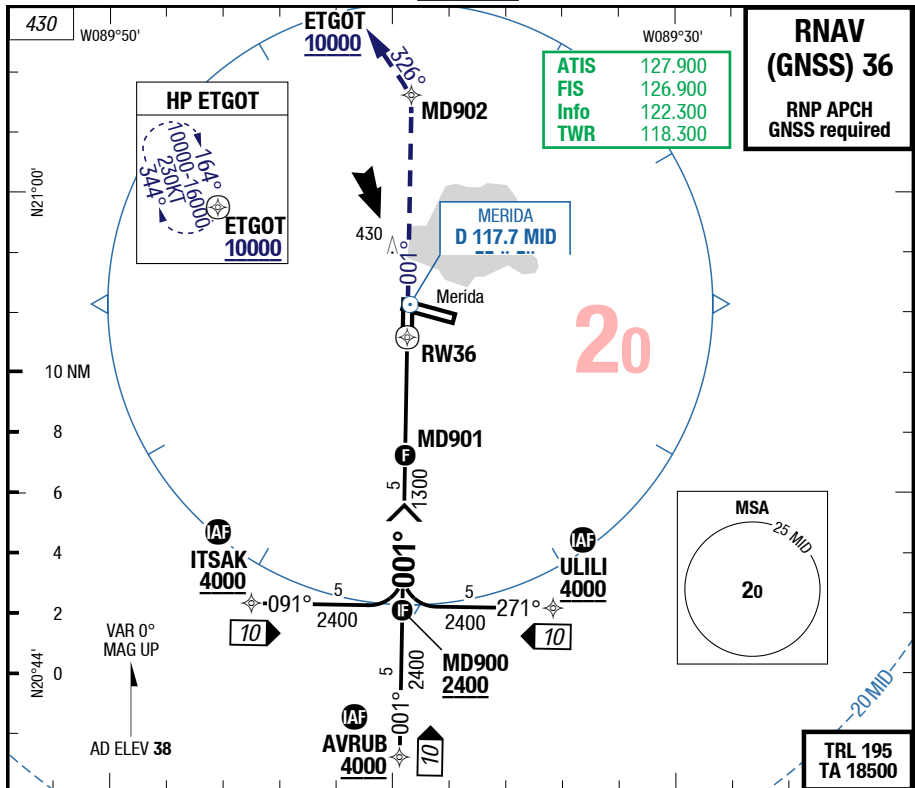 430
W089°50'
ETGOT
10000
326°
MD902
W089°30'
ATIS 127.900
FIS 126.900
Info 122.300
TWR 118.300
RNAV
(GNSS) 36
RNP APCH
GNSS required
HP ETGOT
164°
10000-16000
230KT
344°
ETGOT
10000
N21°00'
430
001°
MERIDA
D 117.7 MID
Merida
RW36
20
10 NM
8
6
4
2
0
MD901
5
1300
001°
IAF
ITSAK
4000
091°
5
2400
10
IAF
ULILI
4000
271°
5
2400
10
IF
MD900
2400
5
2400
001°
IAF
AVRUB
4000
10
F
MSA
25 MID
20
N20°44'
VAR 0°
MAG UP
AD ELEV 38
20 MID
TRL 195
TA 18500